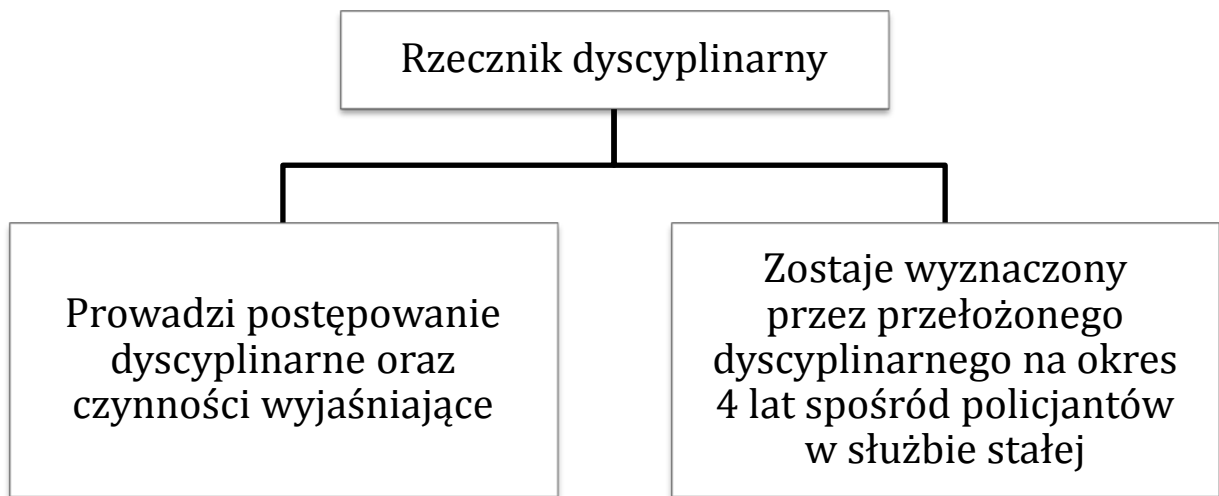 Rzecznik dyscyplinarny
Prowadzi postępowanie
dyscyplinarne oraz
czynności wyjaśniające
Zostaje wyznaczony
przez przełożonego
dyscyplinarnego na okres
4 lat spośród policjantów
w służbie stałej